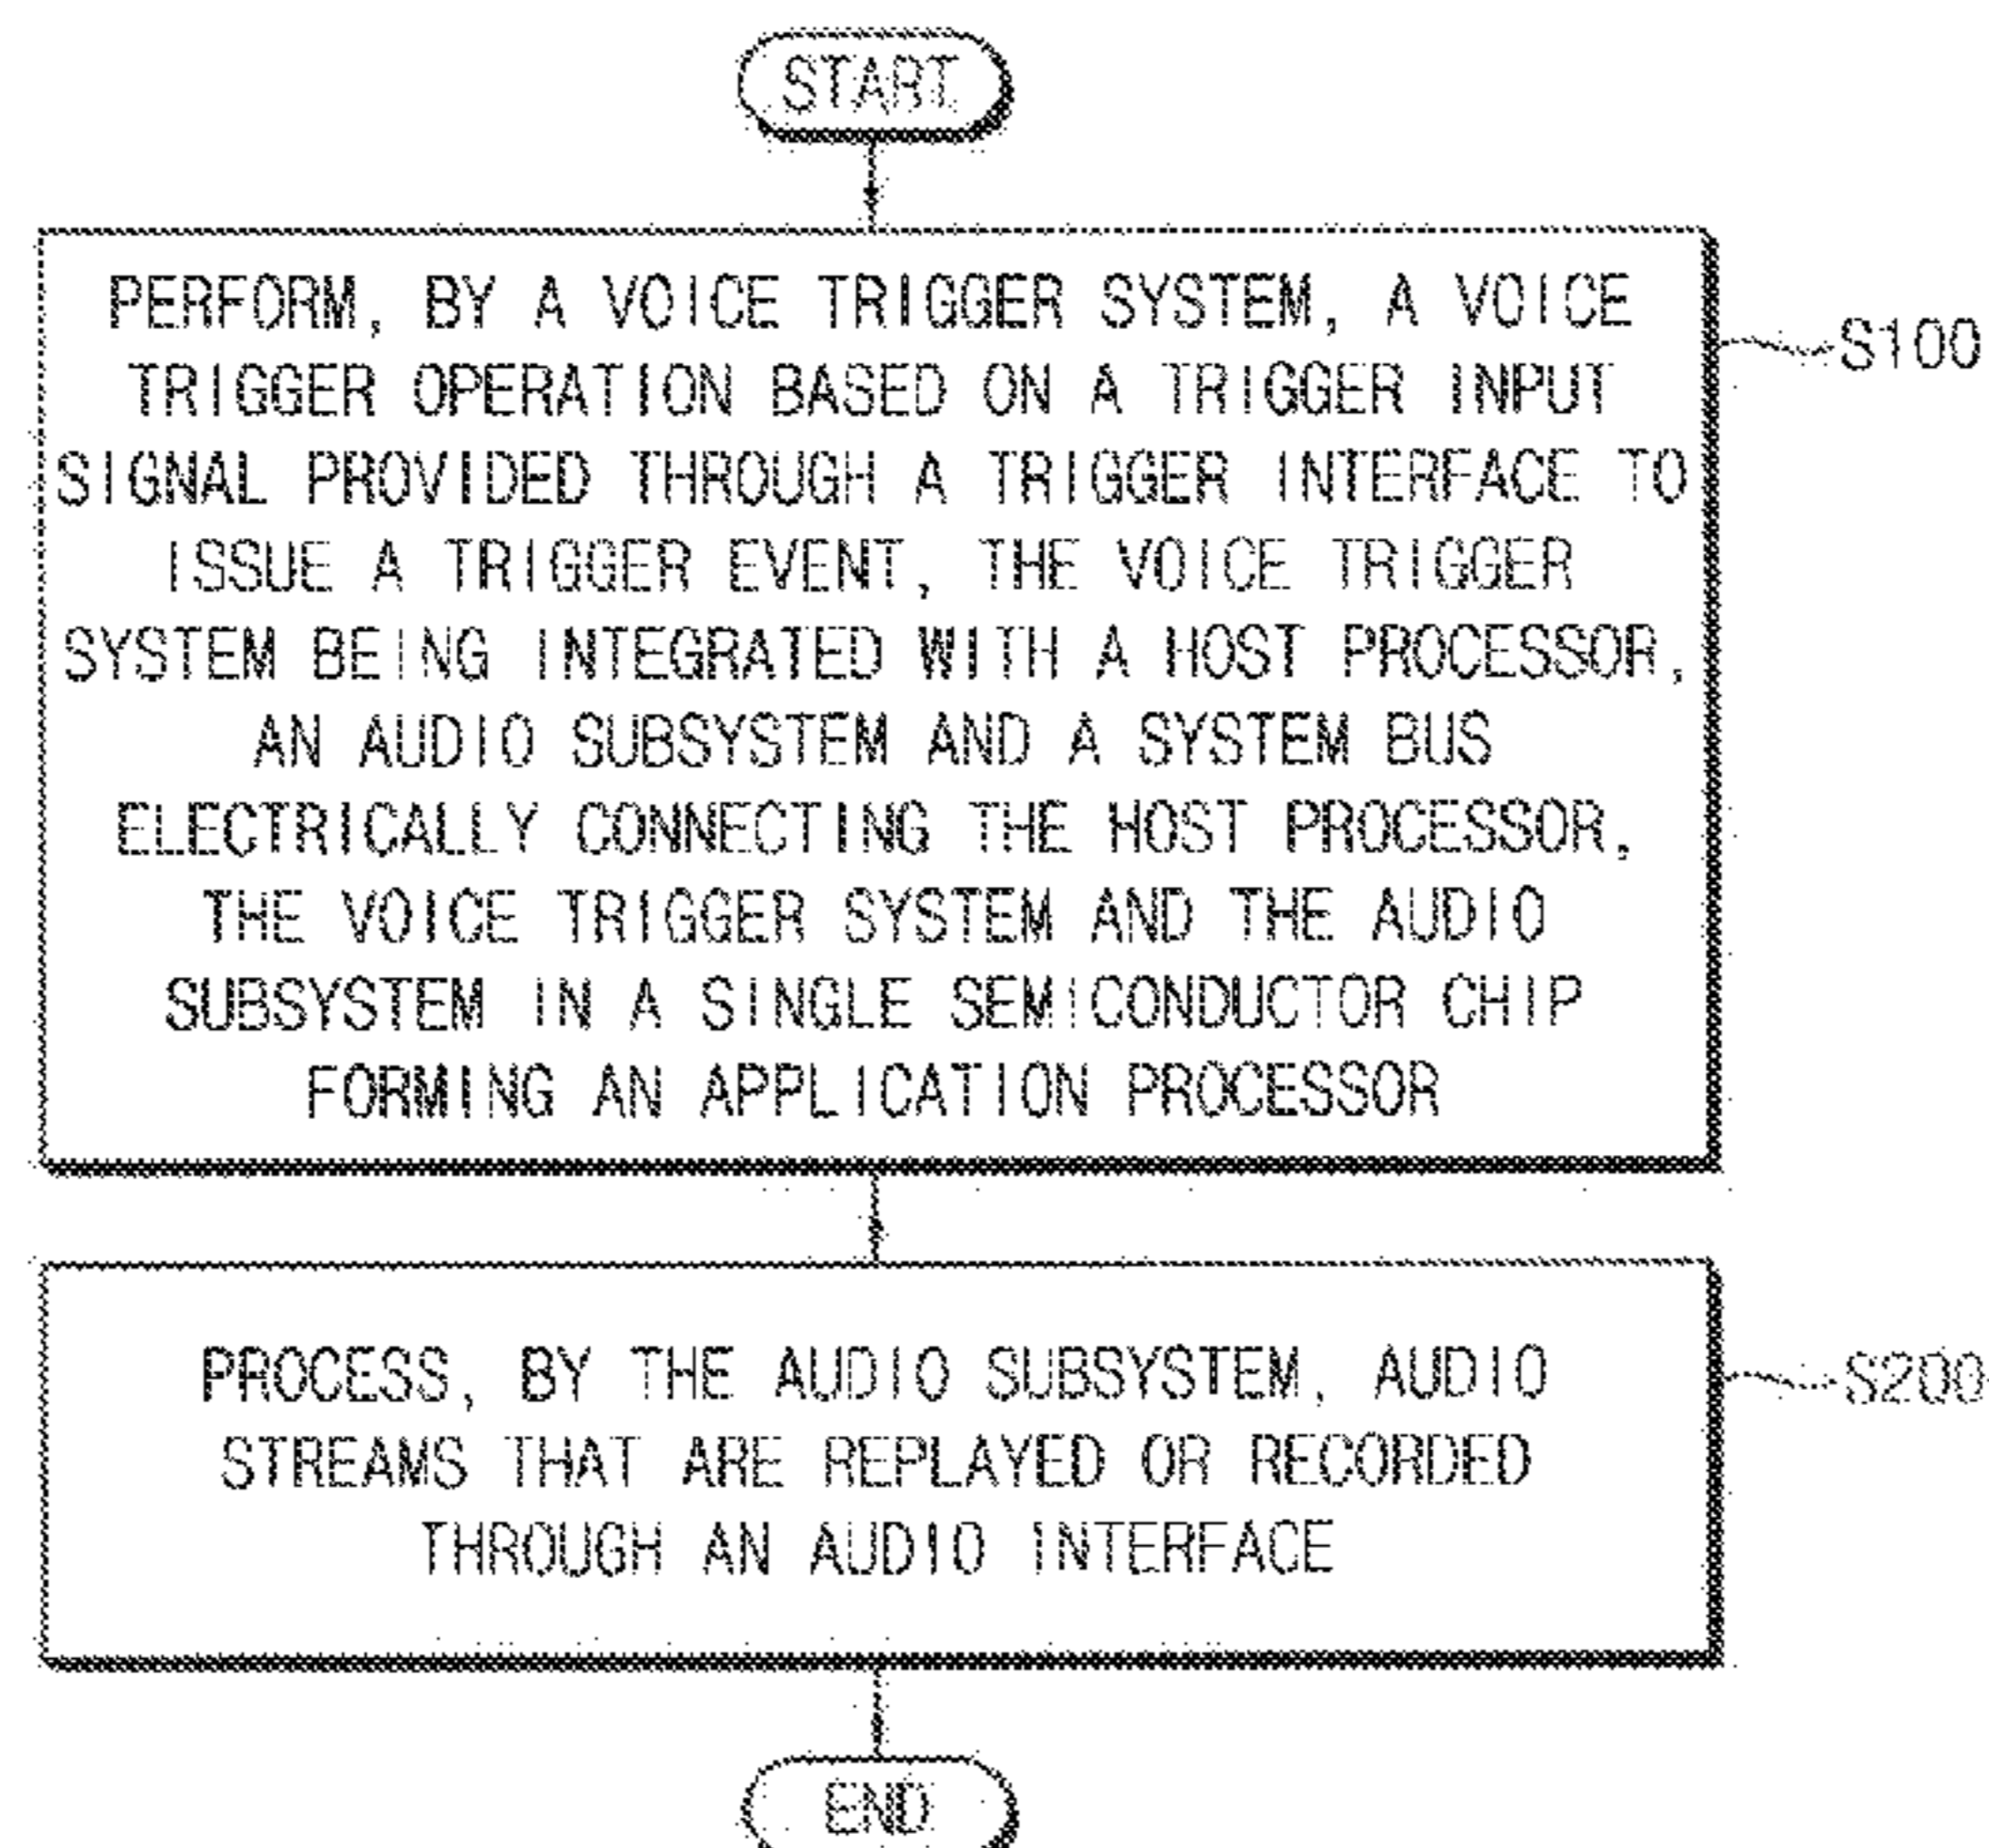 START
PERFORM, BY A VOICE TRIGGER SYSTEM, A VOICE
TRIGGER OPERATION BASED ON A TRIGGER INPUT
SIGNAL PROVIDED THROUGH A TRIGGER INTERFACE TO
ISSUE A TRIGGER EVENT, THE VOICE TRIGGER
SYSTEM BEING INTEGRATED WITH A HOST PROCESSOR,
AN AUDIO SUBSYSTEM AND A SYSTEM BUS
ELECTRICALLY CONNECTING THE HOST PROCESSOR,
THE VOICE TRIGGER SYSTEM AND THE AUDIO
SUBSYSTEM IN A SINGLE SEMICONDUCTOR CHIP
FORMING AN APPLICATION PROCESSOR
S100
PROCESS, BY THE AUDIO SUBSYSTEM, AUDIO
STREAMS THAT ARE REPLAYED OR RECORDED
THROUGH AN AUDIO INTERFACE
S200
END